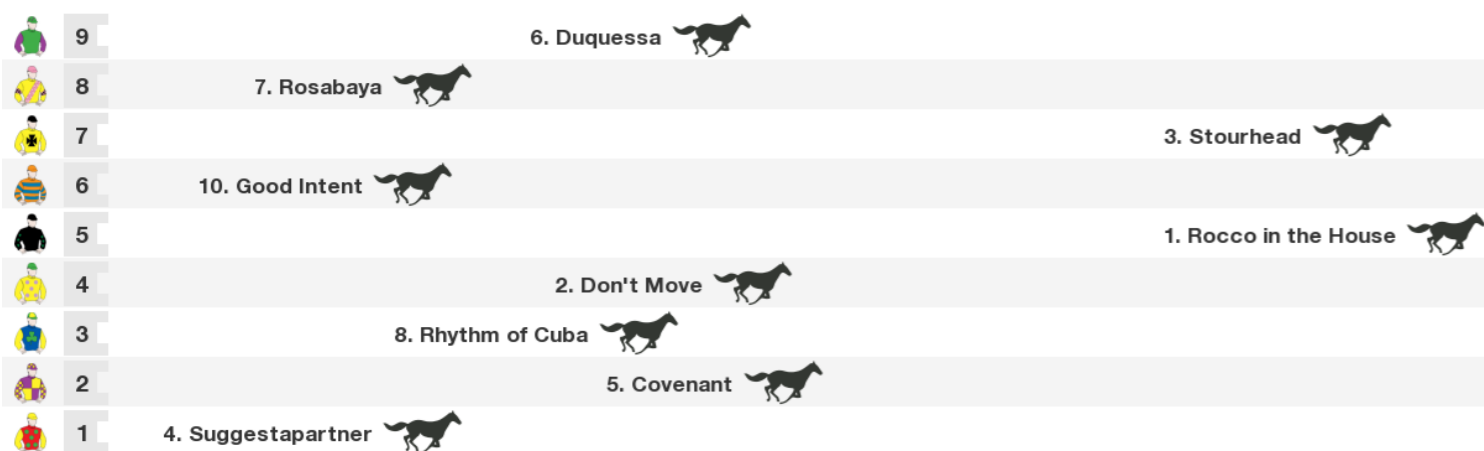 9 6. Duquessa
8 7. Rosabaya
7 3. Stourhead
6 10. Good Intent
5 1. Rocco in the House
4 2. Don't Move
3 8. Rhythm of Cuba
2 5. Covenant
1 4. Suggestapartner